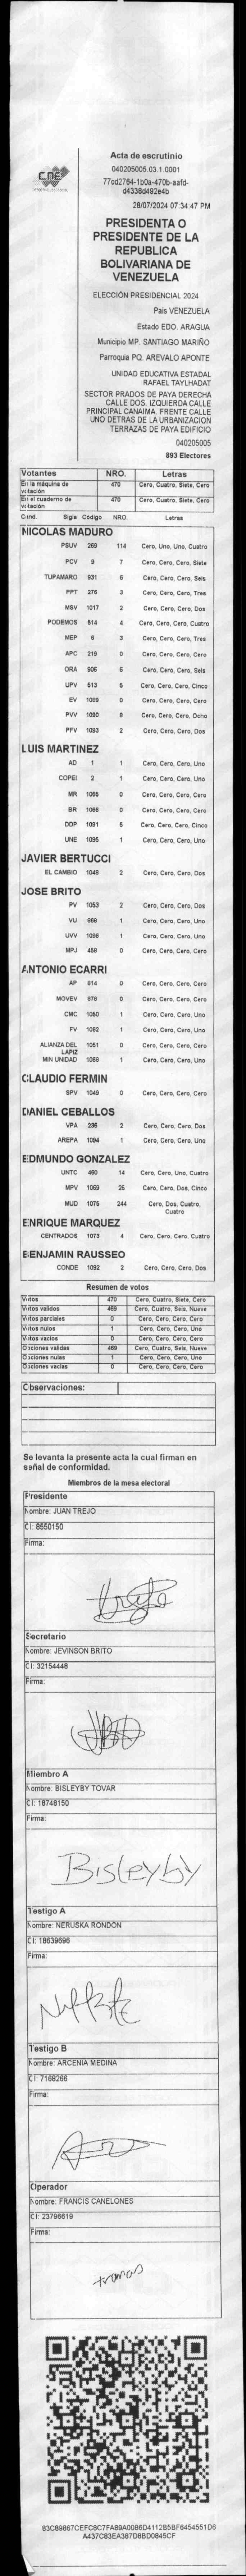 CNE
Acta de escrutinio
040205005.03.1.0001
77cd2764-1b0a-470b-aafd-
d4338d492e4b
28/07/2024 07:34:47 PM
PRESIDENTA O
PRESIDENTE DE LA
REPUBLICA
BOLIVARIANA DE
VENEZUELA
ELECCIÓN PRESIDENCIAL 2024
País VENEZUELA
Estado EDO. ARAGUA
Municipio MP. SANTIAGO MARIÑO
Parroquia PQ. AREVALO APONTE
UNIDAD EDUCATIVA ESTADAL
RAFAEL TAYLHADAT
SECTOR PRADOS DE PAYA DERECHA
CALLE DOS. IZQUIERDA CALLE
PRINCIPAL CANAIMA. FRENTE CALLE
UNO DETRAS DE LA URBANIZACION
TERRAZAS DE PAYA EDIFICIO
040205005
893 Electores
Votantes NRO. Letras
En la máquina de votación 470 Cero, Cuatro, Siete, Cero
En el cuaderno de votación 470 Cero, Cuatro, Siete, Cero
Cand. Sigla Código NRO. Letras
NICOLAS MADURO
PSUV 269 114 Cero, Uno, Uno, Cuatro
PCV 9 7 Cero, Cero, Cero, Siete
TUPAMARO 931 6 Cero, Cero, Cero, Seis
PPT 276 3 Cero, Cero, Cero, Tres
MSV 1017 2 Cero, Cero, Cero, Dos
PODEMOS 514 4 Cero, Cero, Cero, Cuatro
MEP 6 3 Cero, Cero, Cero, Tres
APC 219 0 Cero, Cero, Cero, Cero
ORA 906 6 Cero, Cero, Cero, Seis
UPV 513 5 Cero, Cero, Cero, Cinco
EV 1089 0 Cero, Cero, Cero, Cero
PVV 1090 8 Cero, Cero, Cero, Ocho
PFV 1093 2 Cero, Cero, Cero, Dos
LUIS MARTINEZ
AD 1 1 Cero, Cero, Cero, Uno
COPEI 2 1 Cero, Cero, Cero, Uno
MR 1065 0 Cero, Cero, Cero, Cero
BR 1066 0 Cero, Cero, Cero, Cero
DDP 1091 5 Cero, Cero, Cero, Cinco
UNE 1095 1 Cero, Cero, Cero, Uno
JAVIER BERTUCCI
EL CAMBIO 1048 2 Cero, Cero, Cero, Dos
JOSE BRITO
PV 1053 2 Cero, Cero, Cero, Dos
VU 968 1 Cero, Cero, Cero, Uno
UVV 1096 1 Cero, Cero, Cero, Uno
MPJ 458 0 Cero, Cero, Cero, Cero
ANTONIO ECARRI
AP 814 0 Cero, Cero, Cero, Cero
MOVEV 878 0 Cero, Cero, Cero, Cero
CMC 1050 1 Cero, Cero, Cero, Uno
FV 1062 1 Cero, Cero, Cero, Uno
ALIANZA DEL LAPIZ 1051 0 Cero, Cero, Cero, Cero
MIN UNIDAD 1068 1 Cero, Cero, Cero, Uno
CLAUDIO FERMIN
SPV 1049 0 Cero, Cero, Cero, Cero
DANIEL CEBALLOS
VPA 236 2 Cero, Cero, Cero, Dos
AREPA 1094 1 Cero, Cero, Cero, Uno
EDMUNDO GONZALEZ
UNTC 460 14 Cero, Cero, Uno, Cuatro
MPV 1069 25 Cero, Cero, Dos, Cinco
MUD 1075 244 Cero, Dos, Cuatro,
Cuatro
ENRIQUE MARQUEZ
CENTRADOS 1073 4 Cero, Cero, Cero, Cuatro
BENJAMIN RAUSSEO
CONDE 1092 2 Cero, Cero, Cero, Dos
Resumen de votos
Votos 470 Cero, Cuatro, Siete, Cero
Votos validos 469 Cero, Cuatro, Seis, Nueve
Votos parciales 0 Cero, Cero, Cero, Cero
Votos nulos 1 Cero, Cero, Cero, Uno
Votos vacios 0 Cero, Cero, Cero, Cero
Opciones validas 469 Cero, Cuatro, Seis, Nueve
Opciones nulas 1 Cero, Cero, Cero, Uno
Opciones vacias 0 Cero, Cero, Cero, Cero
Observaciones:
Se levanta la presente acta la cual firman en
señal de conformidad.
Miembros de la mesa electoral
Presidente
Nombre: JUAN TREJO
CI: 8550150
Firma:
Secretario
Nombre: JEVINSON BRITO
CI: 32154448
Firma:
Miembro A
Nombre: BISLEYBY TOVAR
CI: 18748150
Firma:
Bisleyby
Testigo A
Nombre: NERUSKA RONDON
CI: 18639696
Firma:
Testigo B
Nombre: ARCENIA MEDINA
CI: 7168266
Firma:
Operador
Nombre: FRANCIS CANELONES
CI: 23796619
Firma:
Francis
83C89867CEFC8C7FA89A0086D4112B5BF6454551D6
A437C83EA387D8BD0845CF